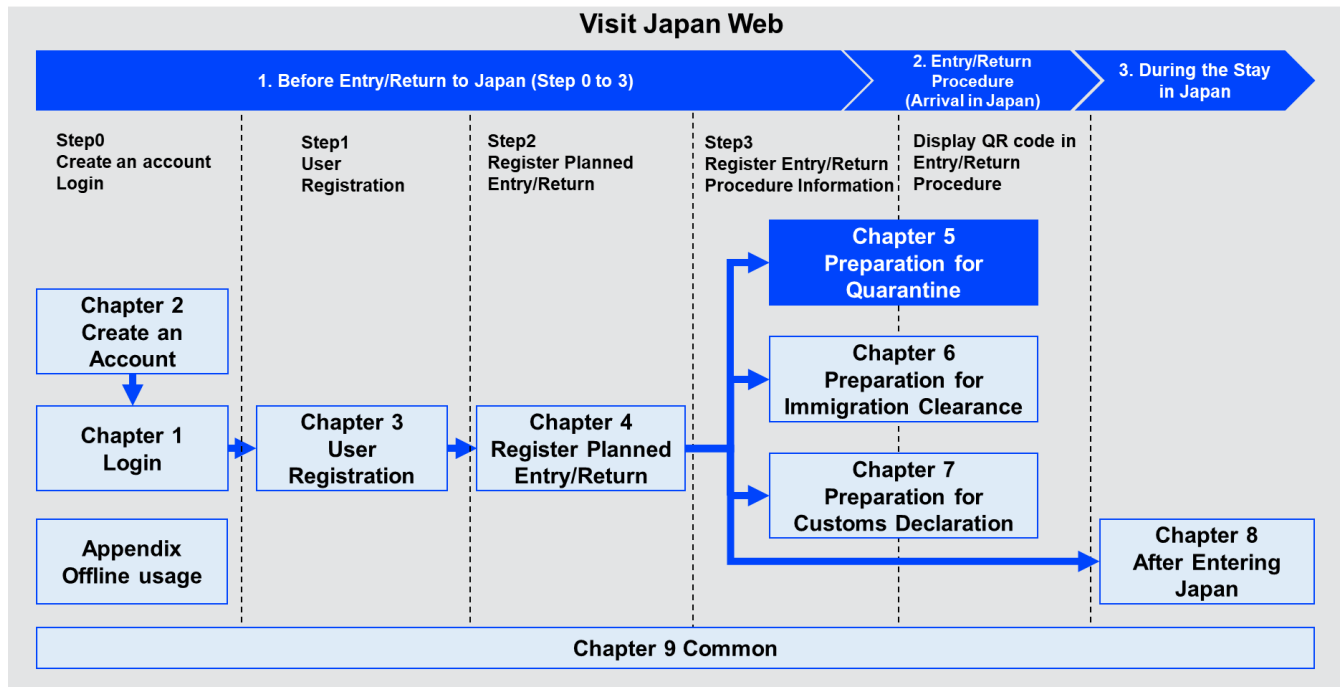 Visit Japan Web
1. Before Entry/Return to Japan (Step 0 to 3)
2. Entry/Return
Procedure
(Arrival in Japan)
3. During the Stay
in Japan
Step0
Create an account
Login
Step1
User
Registration
Step2
Register Planned
Entry/Return
Step3
Register Entry/Return
Procedure Information
Display QR code in
Entry/Return
Procedure
Chapter 2
Create an
Account
Chapter 1
Login
Appendix
Offline usage
Chapter 3
User
Registration
Chapter 4
Register Planned
Entry/Return
Chapter 5
Preparation for
Quarantine
Chapter 6
Preparation for
Immigration Clearance
Chapter 7
Preparation for
Customs Declaration
Chapter 8
After Entering
Japan
Chapter 9 Common